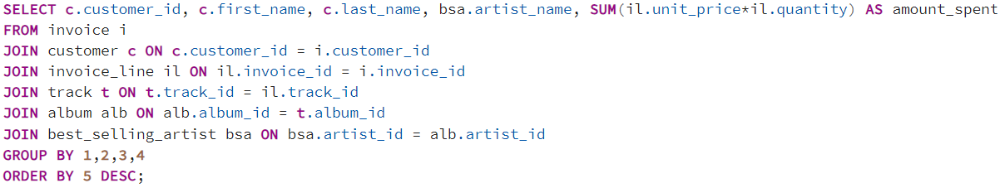 SELECT c.customer_id, c.first_name, c.last_name, bsa.artist_name, SUM(il.unit_price*il.quantity) AS amount_spent
FROM invoice i
JOIN customer c ON c.customer_id = i.customer_id
JOIN invoice_line il ON il.invoice_id = i.invoice_id
JOIN track t ON t.track_id = il.track_id
JOIN album alb ON alb.album_id = t.album_id
JOIN best_selling_artist bsa ON bsa.artist_id = alb.artist_id
GROUP BY 1,2,3,4
ORDER BY 5 DESC;